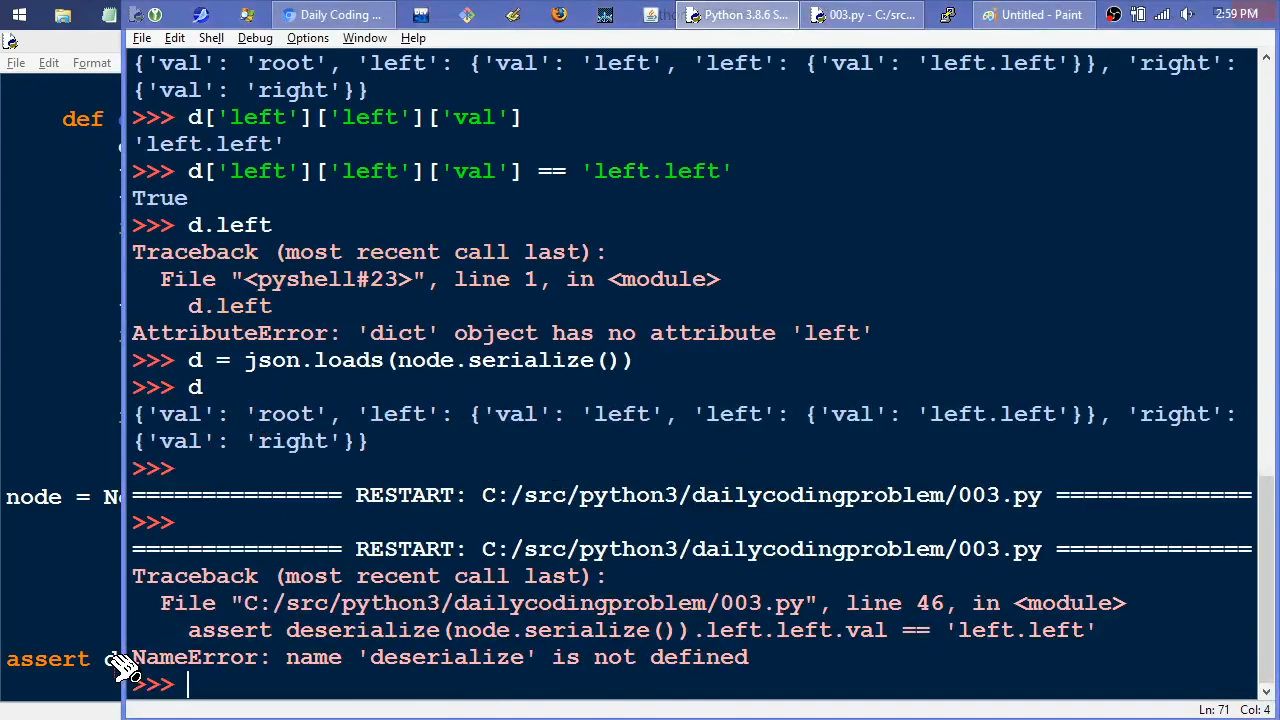 Daily Coding ...
Python 3.8.6 S...
003.py - C:/src...
Untitled - Paint
2:59 PM
File Edit Format
File Edit Shell Debug Options Window Help
{'val': 'root', 'left': {'val': 'left', 'left': {'val': 'left.left'}}, 'right':
{'val': 'right'}}
def
>>> d['left']['left']['val']
'left.left'
>>> d['left']['left']['val'] == 'left.left'
True
>>> d.left
Traceback (most recent call last):
File "<pyshell#23>", line 1, in <module>
d.left
AttributeError: 'dict' object has no attribute 'left'
>>> d = json.loads(node.serialize())
>>> d
{'val': 'root', 'left': {'val': 'left', 'left': {'val': 'left.left'}}, 'right':
{'val': 'right'}}
>>>
node = N
=============== RESTART: C:/src/python3/dailycodingproblem/003.py ==============
>>>
=============== RESTART: C:/src/python3/dailycodingproblem/003.py ==============
Traceback (most recent call last):
File "C:/src/python3/dailycodingproblem/003.py", line 46, in <module>
assert deserialize(node.serialize()).left.left.val == 'left.left'
assert
NameError: name 'deserialize' is not defined
>>>
Ln: 71 Col: 4